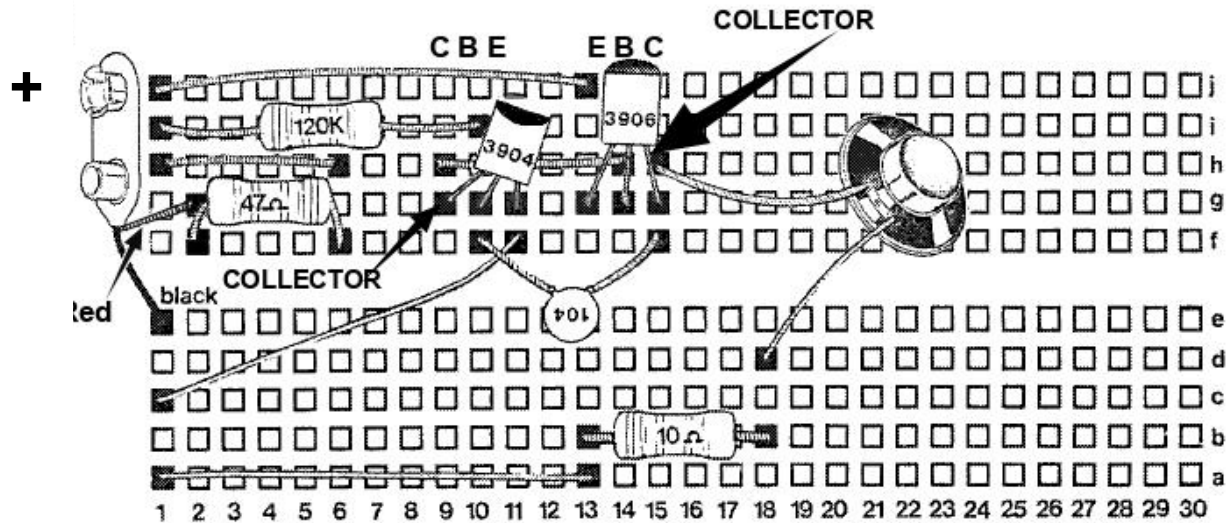 COLLECTOR
C B E
E B C
+
j
120K
i
3906
3904
h
47Ω
g
COLLECTOR
f
Red
black
104
e
d
c
10Ω
b
a
1 2 3 4 5 6 7 8 9 10 11 12 13 14 15 16 17 18 19 20 21 22 23 24 25 26 27 28 29 30